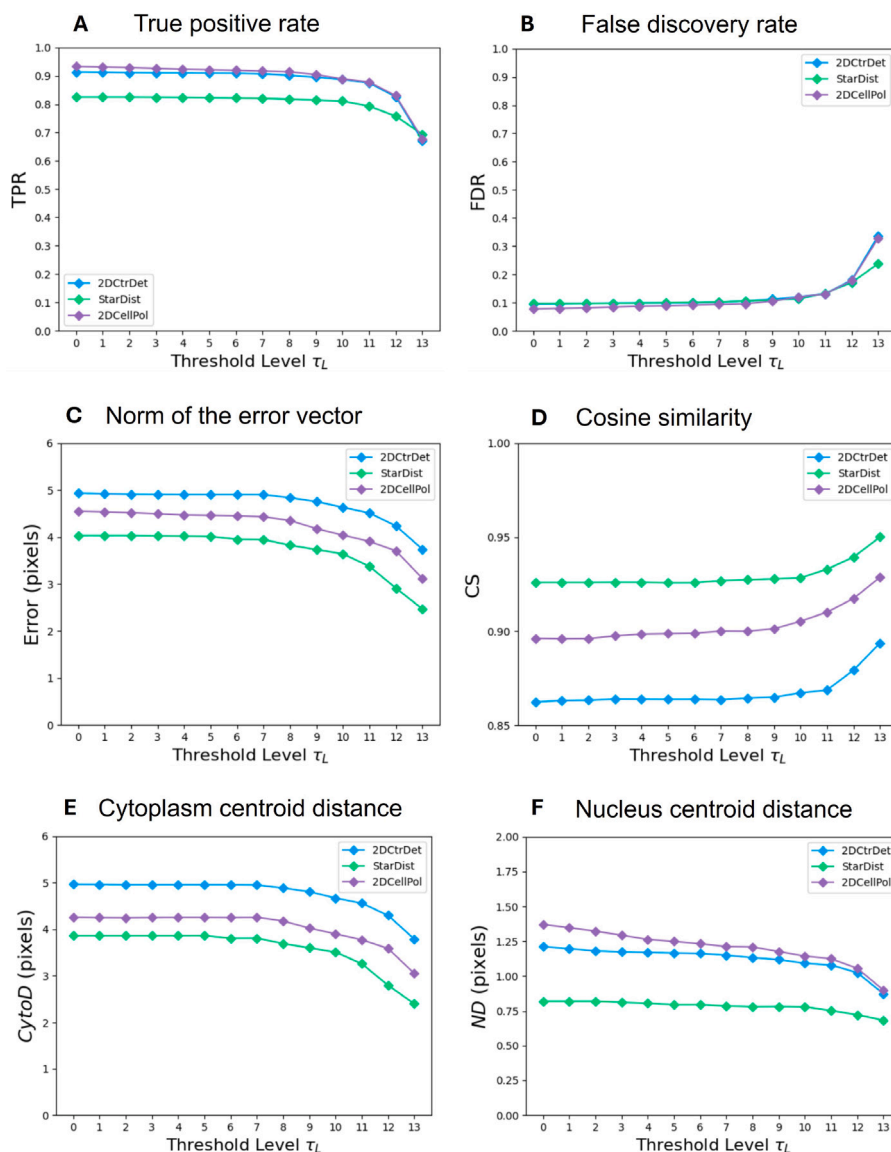 A True positive rate
1.0
0.9
0.8
0.7
0.6
0.5
0.4
0.3
0.2
0.1
0.0
TPR
2DCtrDet
StarDist
2DCellPol
0 1 2 3 4 5 6 7 8 9 10 11 12 13
Threshold Level τL
B False discovery rate
1.0
0.9
0.8
0.7
0.6
0.5
0.4
0.3
0.2
0.1
0.0
FDR
2DCtrDet
StarDist
2DCellPol
0 1 2 3 4 5 6 7 8 9 10 11 12 13
Threshold Level τL
C Norm of the error vector
6
5
4
3
2
1
0
Error (pixels)
2DCtrDet
StarDist
2DCellPol
0 1 2 3 4 5 6 7 8 9 10 11 12 13
Threshold Level τL
D Cosine similarity
1.00
0.95
0.90
0.85
CS
2DCtrDet
StarDist
2DCellPol
0 1 2 3 4 5 6 7 8 9 10 11 12 13
Threshold Level τL
E Cytoplasm centroid distance
6
5
4
3
2
1
0
CytoD (pixels)
2DCtrDet
StarDist
2DCellPol
0 1 2 3 4 5 6 7 8 9 10 11 12 13
Threshold Level τL
F Nucleus centroid distance
2.00
1.75
1.50
1.25
1.00
0.75
0.50
0.25
0.00
ND (pixels)
2DCtrDet
StarDist
2DCellPol
0 1 2 3 4 5 6 7 8 9 10 11 12 13
Threshold Level τL